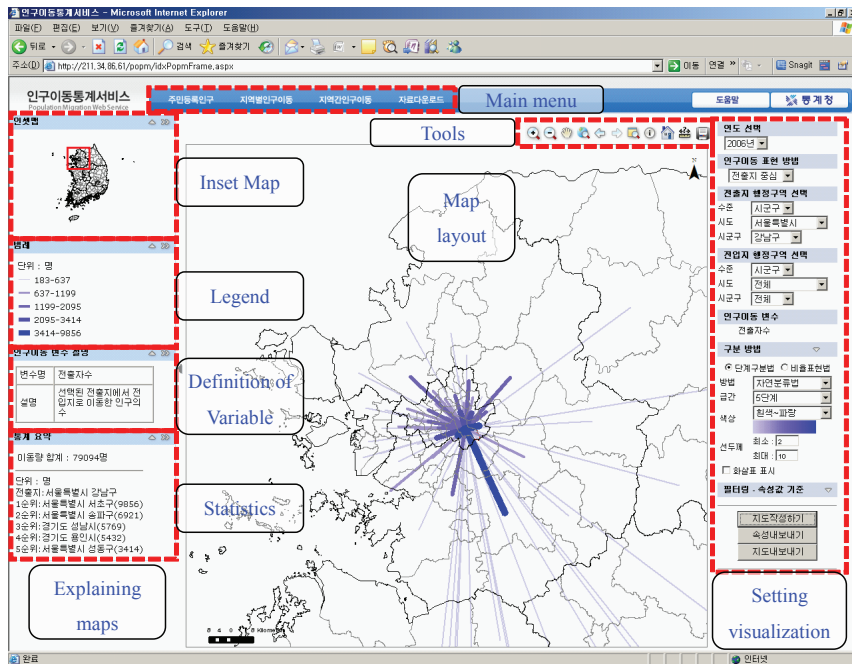 인구이동통계서비스 - Microsoft Internet Explorer
파일(F) 편집(E) 보기(V) 즐겨찾기(A) 도구(T) 도움말(H)
뒤로 검색 즐겨찾기
주소(D) http://211.34.86.61/popm/idxPopmFrame.aspx 이동 연결 » Snagit
인구이동통계서비스
Population Migration Web Service
주민등록인구 지역별인구이동 지역간인구이동 자료다운로드
Main menu
도움말 통계청
Tools
인셋맵
Inset Map
Map
layout
범례
단위 : 명
183-637
637-1199
1199-2095
2095-3414
3414-9856
Legend
인구이동 변수 설명
변수명 전출자수
설명 선택된 전출지에서 전
입지로 이동한 인구의
수
Definition of
Variable
통계 요약
이동량 합계 : 79094명
단위 : 명
전출지:서울특별시 강남구
1순위:서울특별시 서초구(9856)
2순위:서울특별시 송파구(6921)
3순위:경기도 성남시(5769)
4순위:경기도 용인시(5432)
5순위:서울특별시 성동구(3414)
Statistics
Explaining
maps
연도 선택
2006년
인구이동 표현 방법
전출지 중심
전출지 행정구역 선택
수준 시군구
시도 서울특별시
시군구 강남구
전입지 행정구역 선택
수준 시군구
시도 전체
시군구 전체
인구이동 변수
전출자수
구분 방법
단계구분법 비율표현법
방법 자연분류법
급간 5단계
색상 흰색~파랑
선두께 최소 : 2
최대 : 10
화살표 표시
필터링 - 속성값 기준
지도작성하기
속성내보내기
지도내보내기
Setting
visualization
완료 인터넷